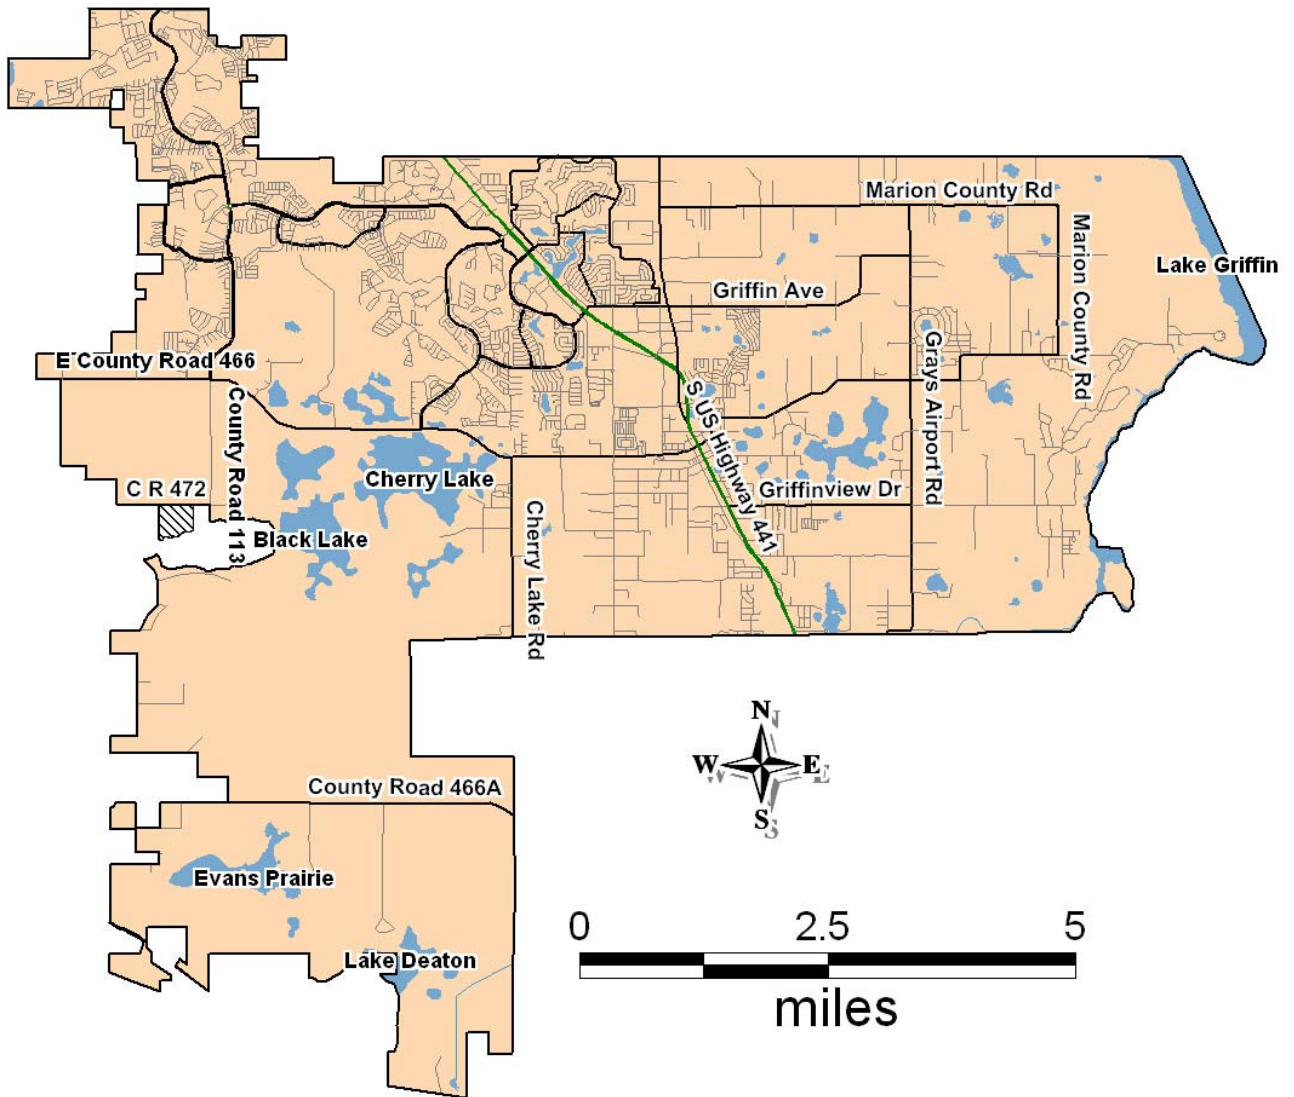 Marion County Rd
Marion County Rd
Lake Griffin
Griffin Ave
Grays Airport Rd
E County Road 466
County Road 113
S US Highway 441
Cherry Lake
C R 472
Griffinview Dr
Cherry Lake Rd
Black Lake
N
W E
S
County Road 466A
Evans Prairie
Lake Deaton
0 2.5 5
miles